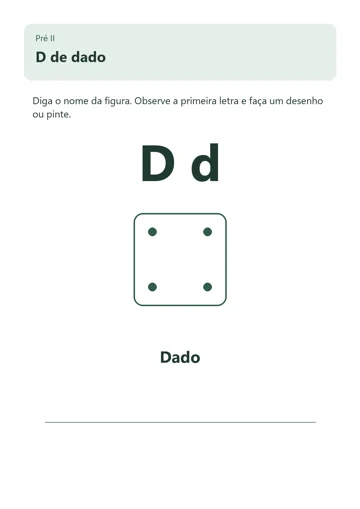 Pré II
D de dado
Diga o nome da figura. Observe a primeira letra e faça um desenho
ou pinte.
D d
Dado